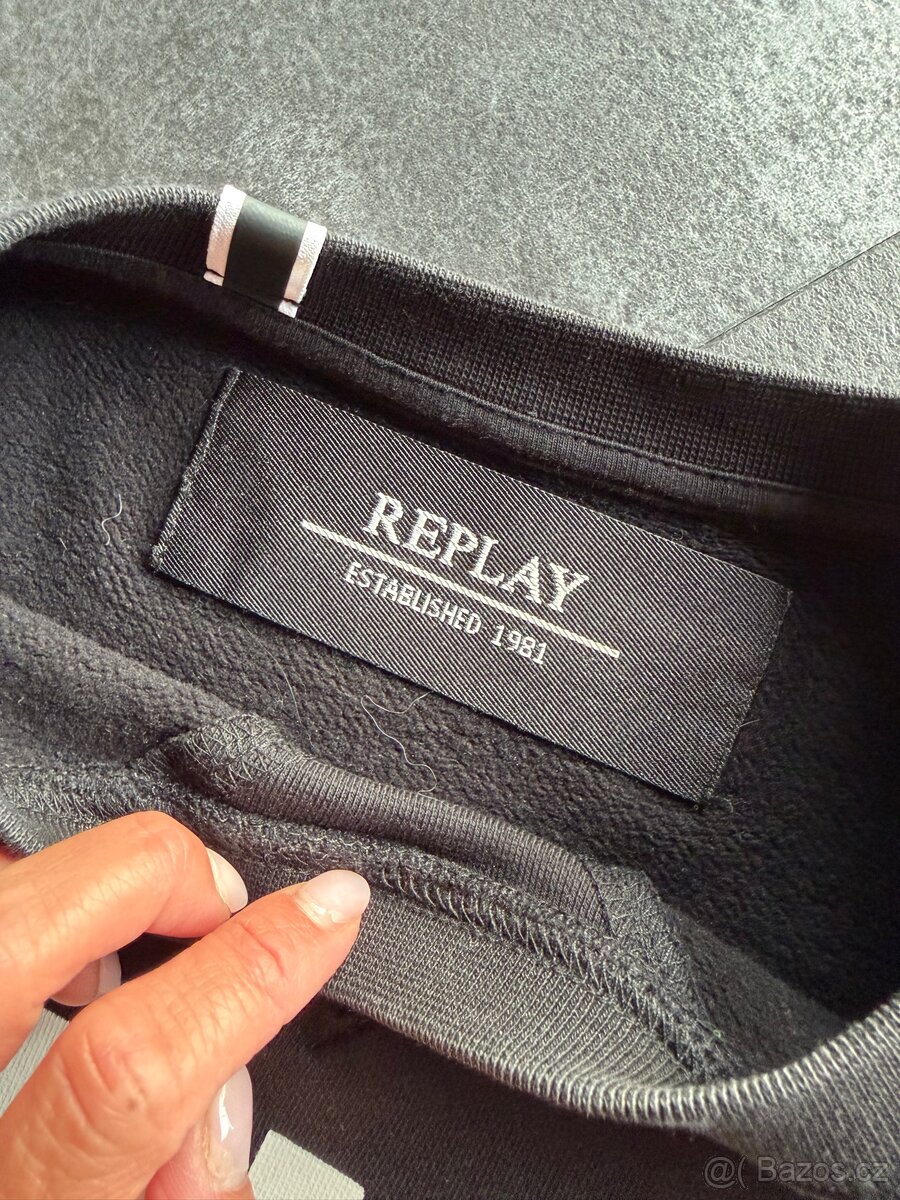 REPLAY
ESTABLISHED 1981
@( Bazos.cz